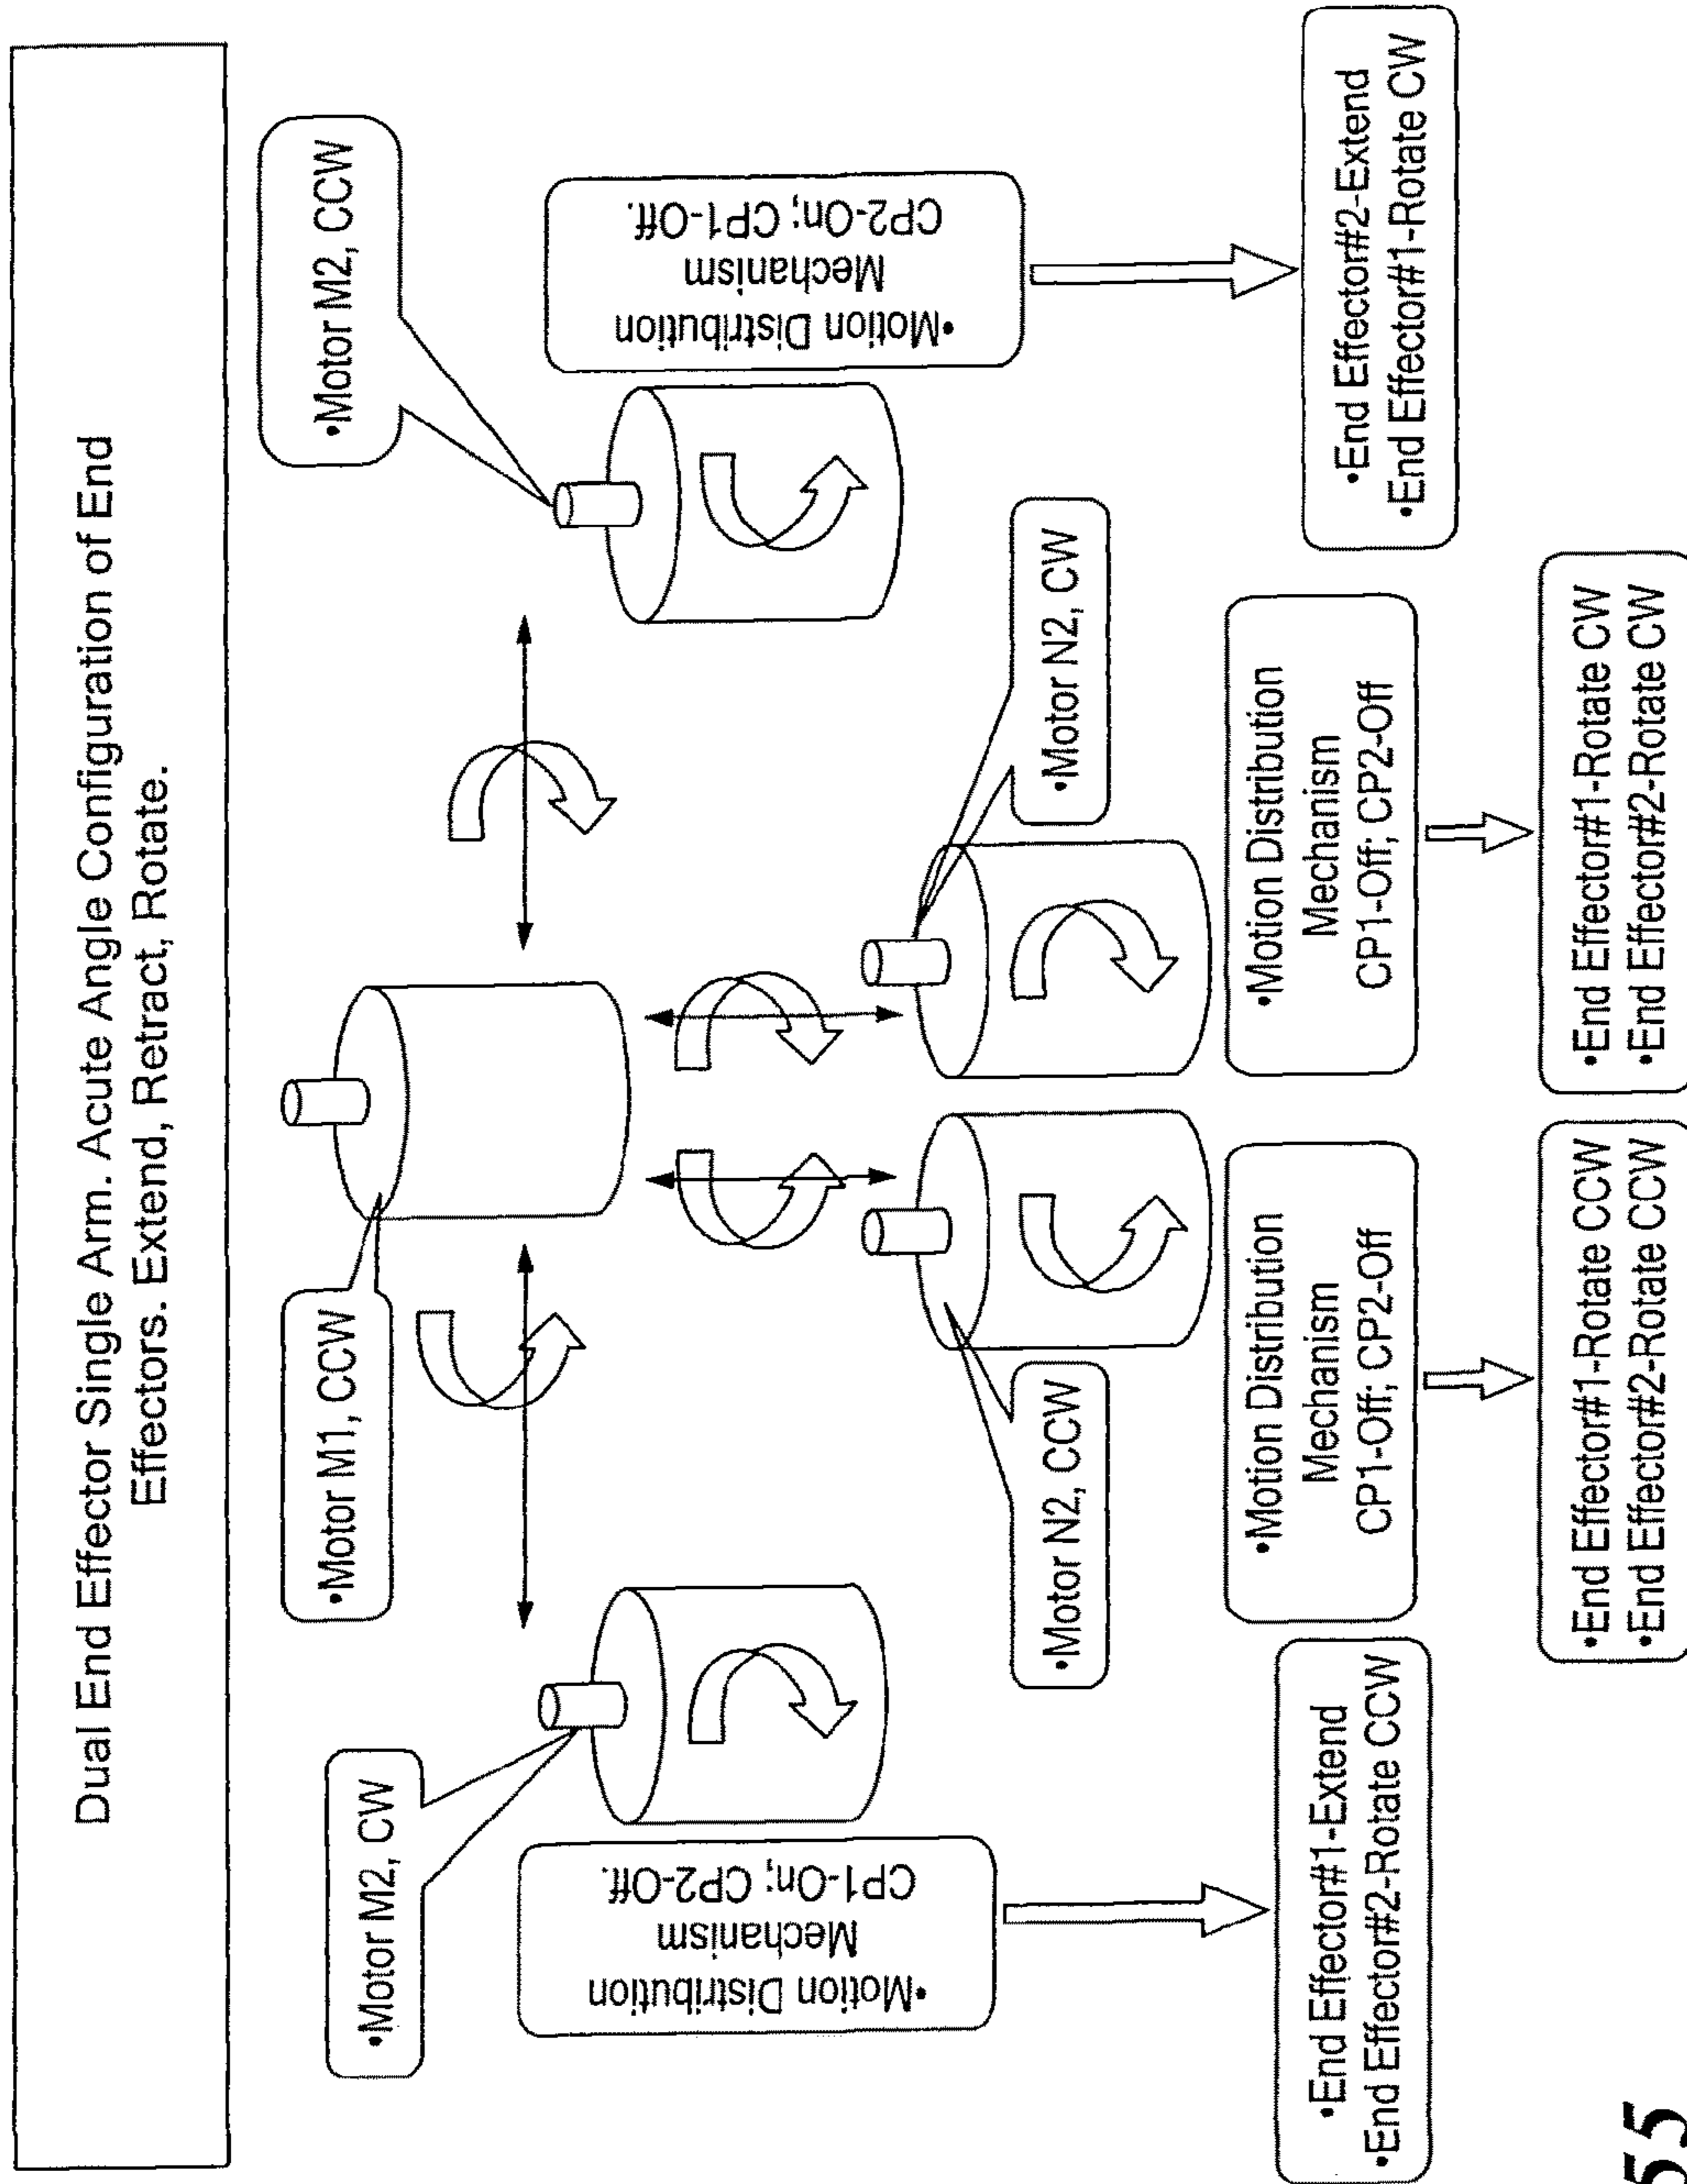 Dual End Effector Single Arm. Acute Angle Configuration of End
Effectors. Extend, Retract, Rotate.
•Motor M1, CCW
•Motor M2, CW
•Motor M2, CCW
•Motion Distribution
Mechanism
CP1-On; CP2-Off.
•Motion Distribution
Mechanism
CP2-On; CP1-Off.
•Motor N2, CCW
•Motor N2, CW
•Motion Distribution
Mechanism
CP1-Off; CP2-Off
•Motion Distribution
Mechanism
CP1-Off; CP2-Off
•End Effector#1-Extend
•End Effector#2-Rotate CCW
•End Effector#1-Rotate CCW
•End Effector#2-Rotate CCW
•End Effector#1-Rotate CW
•End Effector#2-Rotate CW
•End Effector#2-Extend
•End Effector#1-Rotate CW
55